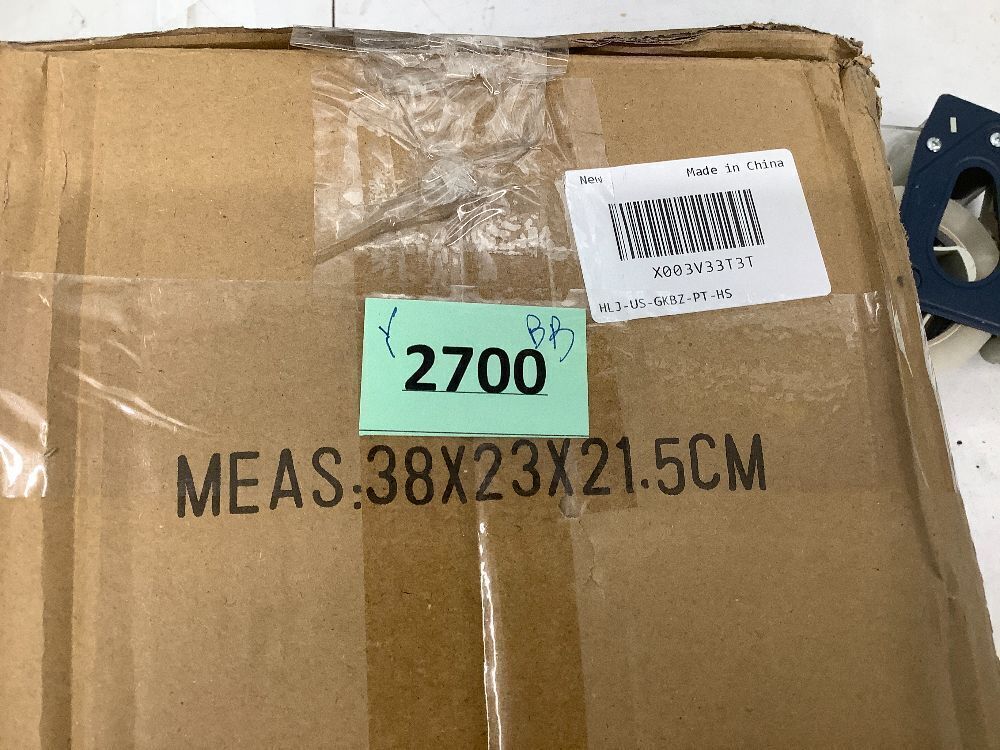 New Made in China
X003V33T3T
HLJ-US-GKBZ-PT-HS
Y BB
2700
MEAS:38X23X21.5CM